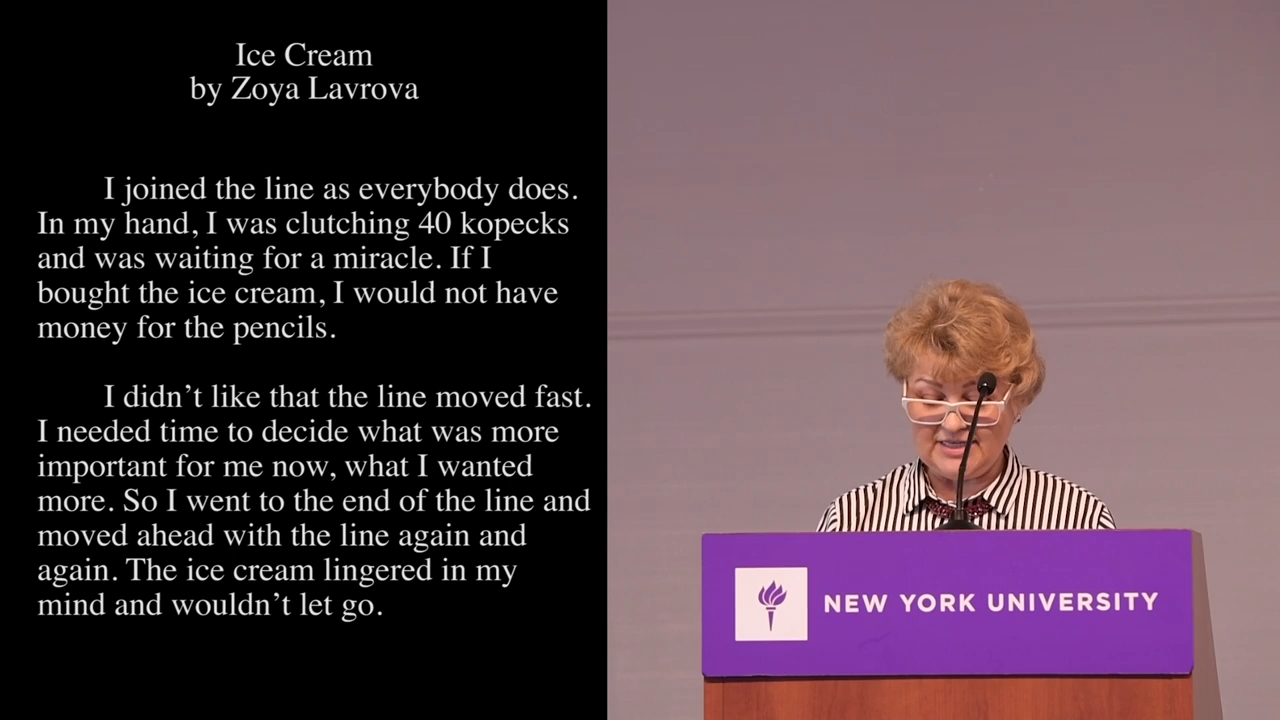 Ice Cream
by Zoya Lavrova
I joined the line as everybody does.
In my hand, I was clutching 40 kopecks
and was waiting for a miracle. If I
bought the ice cream, I would not have
money for the pencils.
I didn’t like that the line moved fast.
I needed time to decide what was more
important for me now, what I wanted
more. So I went to the end of the line and
moved ahead with the line again and
again. The ice cream lingered in my
mind and wouldn’t let go.
NEW YORK UNIVERSITY